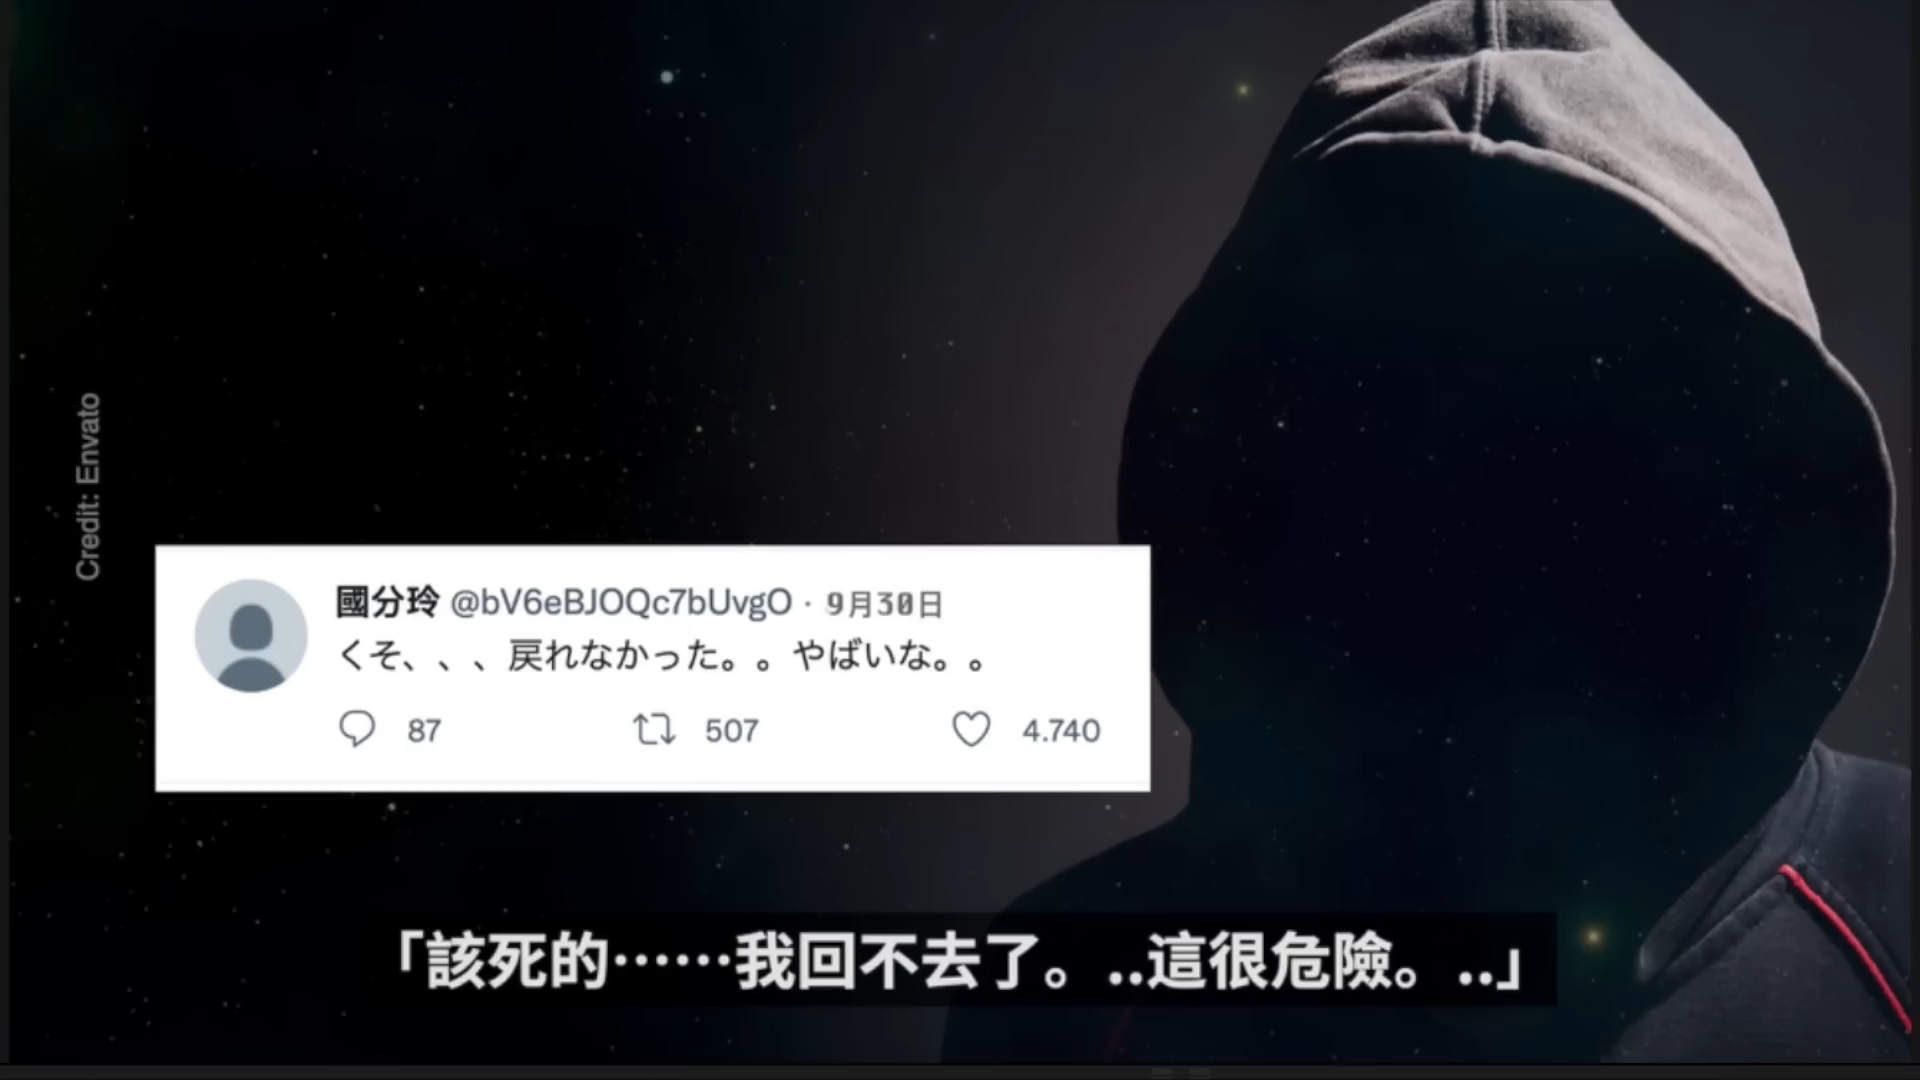 Credit: Envato
國分玲 @bV6eBJOQc7bUvgO · 9月30日
くそ、、、戻れなかった。。やばいな。。
87 507 4.740
「該死的……我回不去了。..這很危險。..」